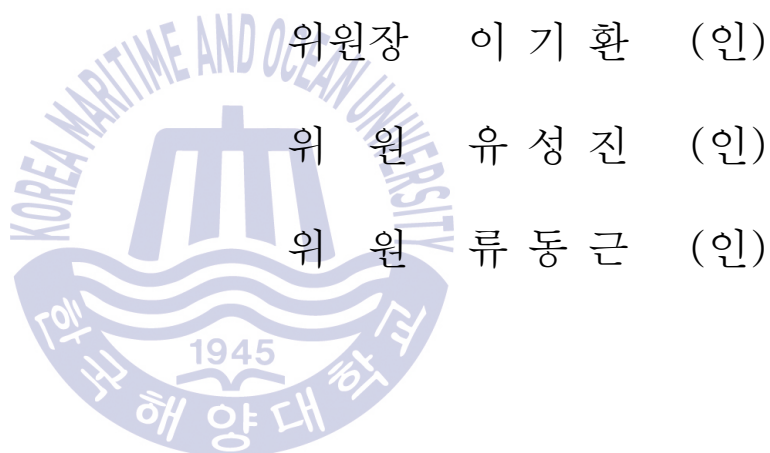 위원장 이 기 환 (인)
위 원 유 성 진 (인)
위 원 류 동 근 (인)
KOREA MARITIME AND OCEAN UNIVERSITY
1945
한국해양대학교